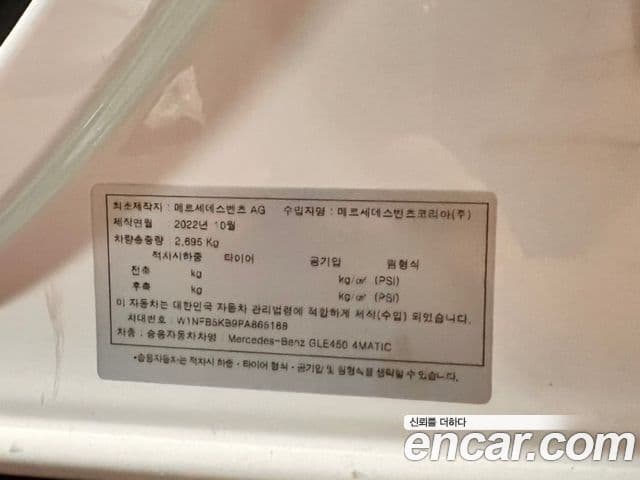 최초제작자 : 메르세데스벤츠 AG 수입자명 : 메르세데스벤츠코리아(주)
제작연월 : 2022년 10월
차량총중량 : 2,695 Kg
적차시하중 타이어 공기압 원형식
전축 kg kg/㎠ (PSI)
후축 kg kg/㎠ (PSI)
이 자동차는 대한민국 자동차 관리법령에 적합하게 제작(수입) 되었습니다.
차대번호 : W1NFB5KB9PA866168
차종 : 승용자동차차명 Mercedes-Benz GLE450 4MATIC
*승용자동차는 적차시 하중 · 타이어 형식 · 공기압 및 원형식을 생략할 수 있습니다.
신뢰를 더하다
encar.com